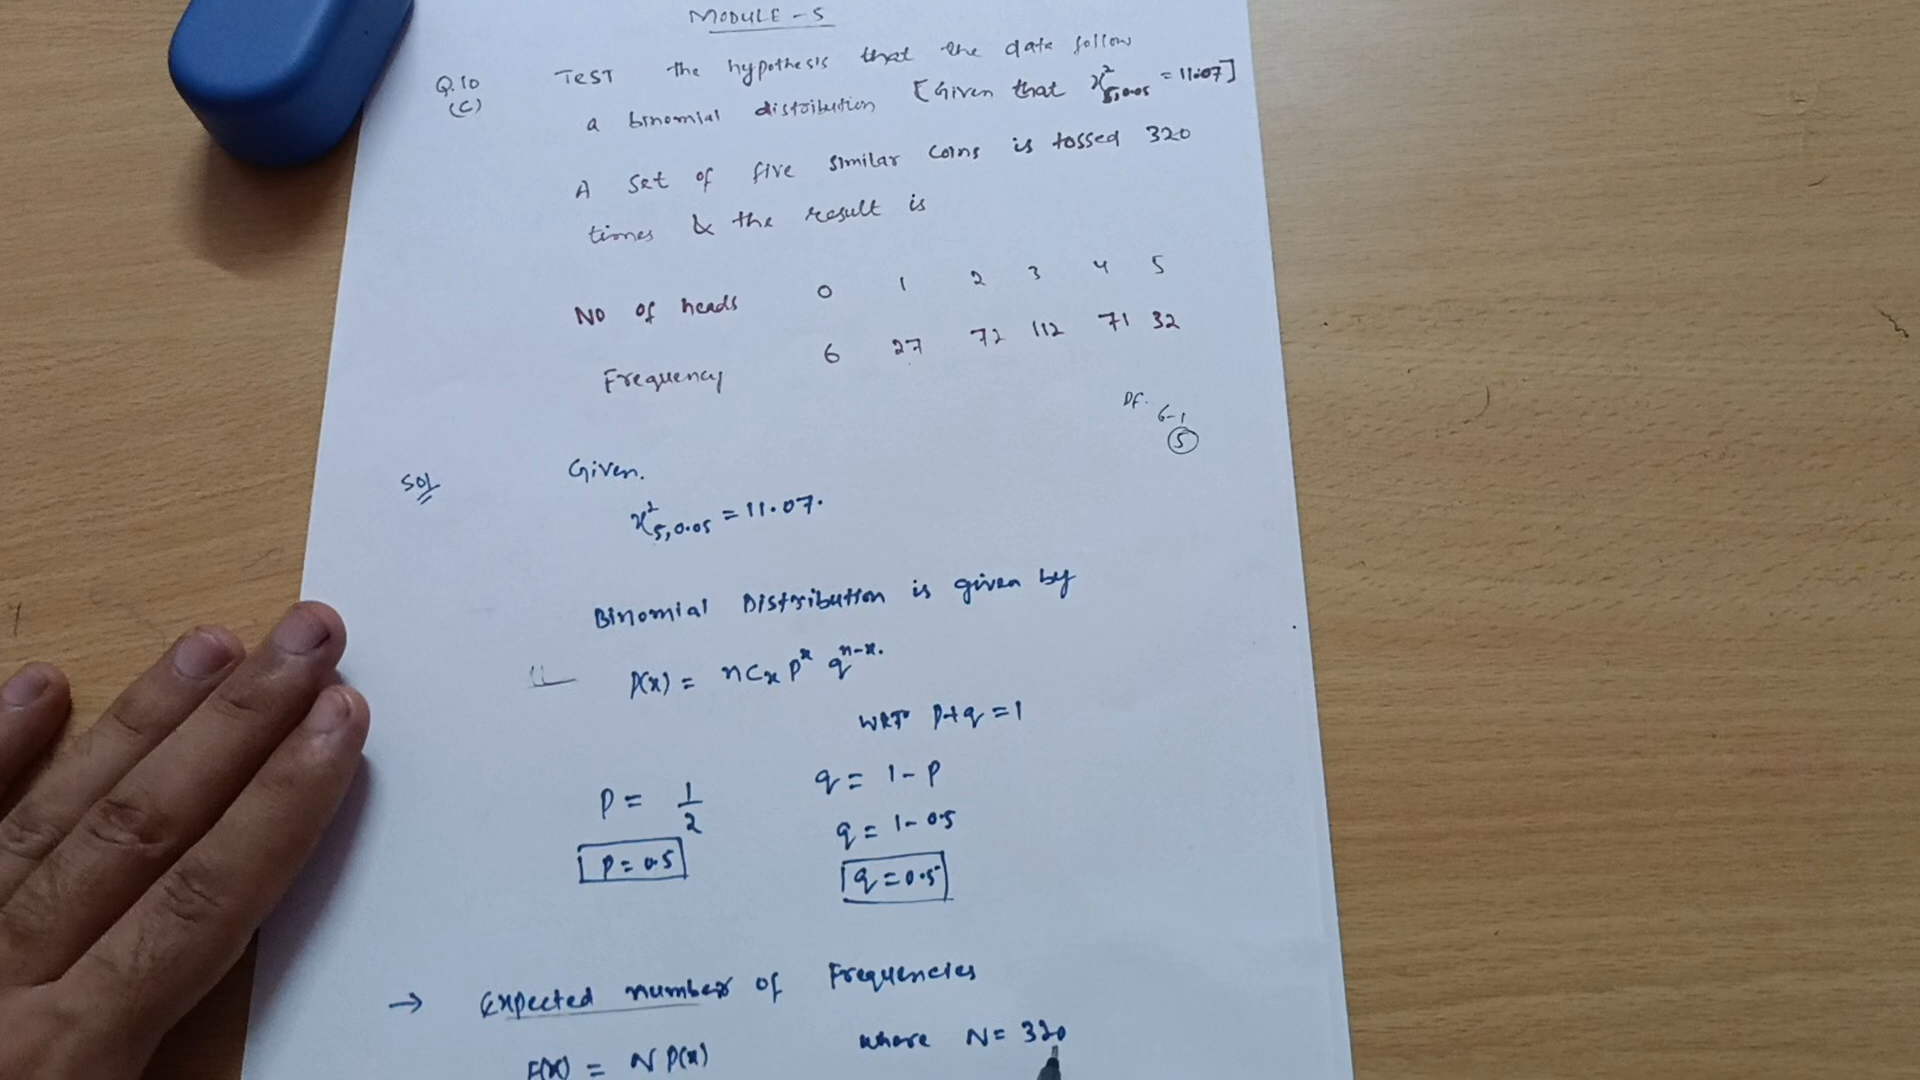 MODULE - 5
Q.10 TEST the hypothesis that the data follow
(C) a binomial distribution [Given that χ²5,0.05 = 11.07]
A set of five similar coins is tossed 320
times & the result is
No of heads 0 1 2 3 4 5
Frequency 6 27 72 112 71 32
DF. 6-1
5
Sol Given.
χ²5,0.05 = 11.07.
Binomial Distribution is given by
P(x) = nCx p^x q^n-x.
WKT p+q = 1
p = 1/2 q = 1 - p
q = 1 - 0.5
p = 0.5 q = 0.5
→ Expected number of Frequencies
F(x) = N P(x) where N = 320